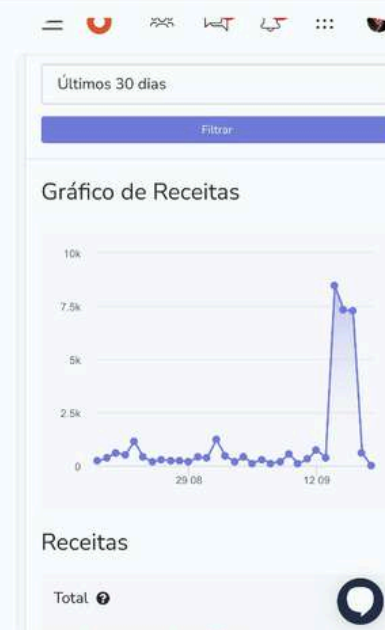 Últimos 30 dias
Filtrar
Gráfico de Receitas
10k
7.5k
5k
2.5k
0
29 08
12 09
Receitas
Total